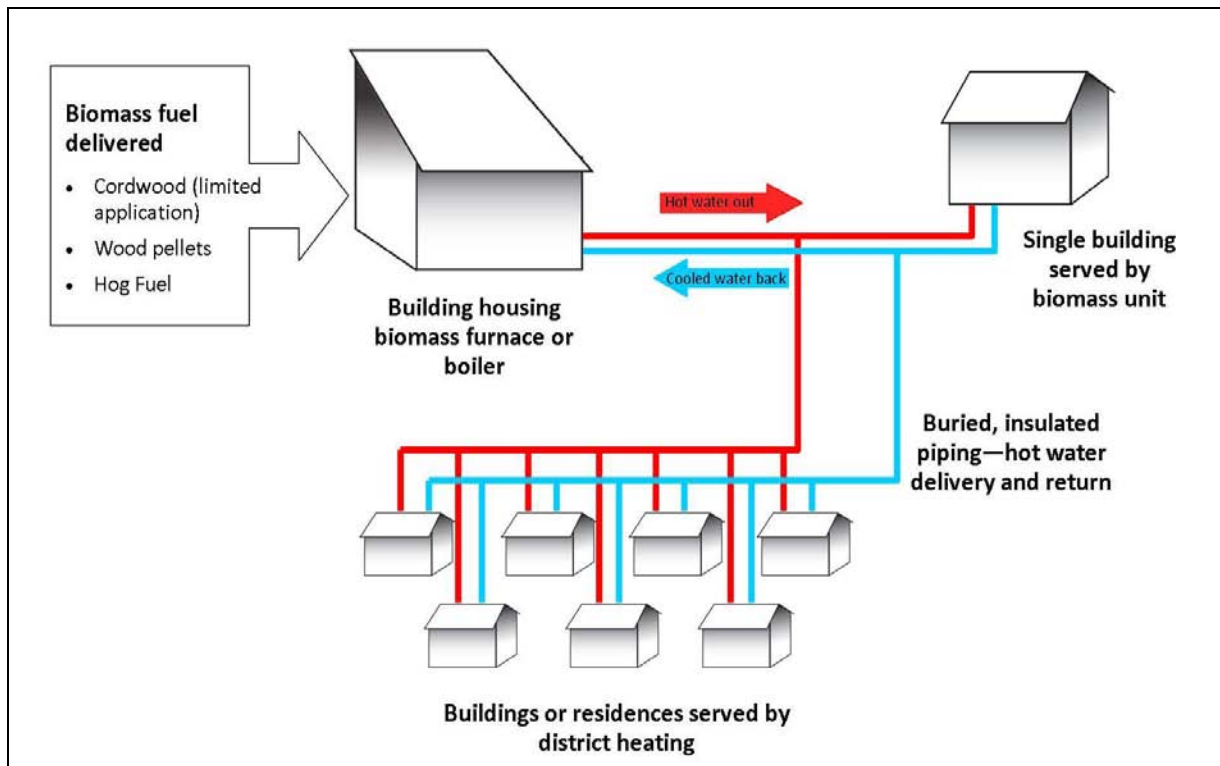 Biomass fuel
delivered
• Cordwood (limited
application)
• Wood pellets
• Hog Fuel
Building housing
biomass furnace or
boiler
Hot water out
Cooled water back
Single building
served by
biomass unit
Buried, insulated
piping—hot water
delivery and return
Buildings or residences served by
district heating